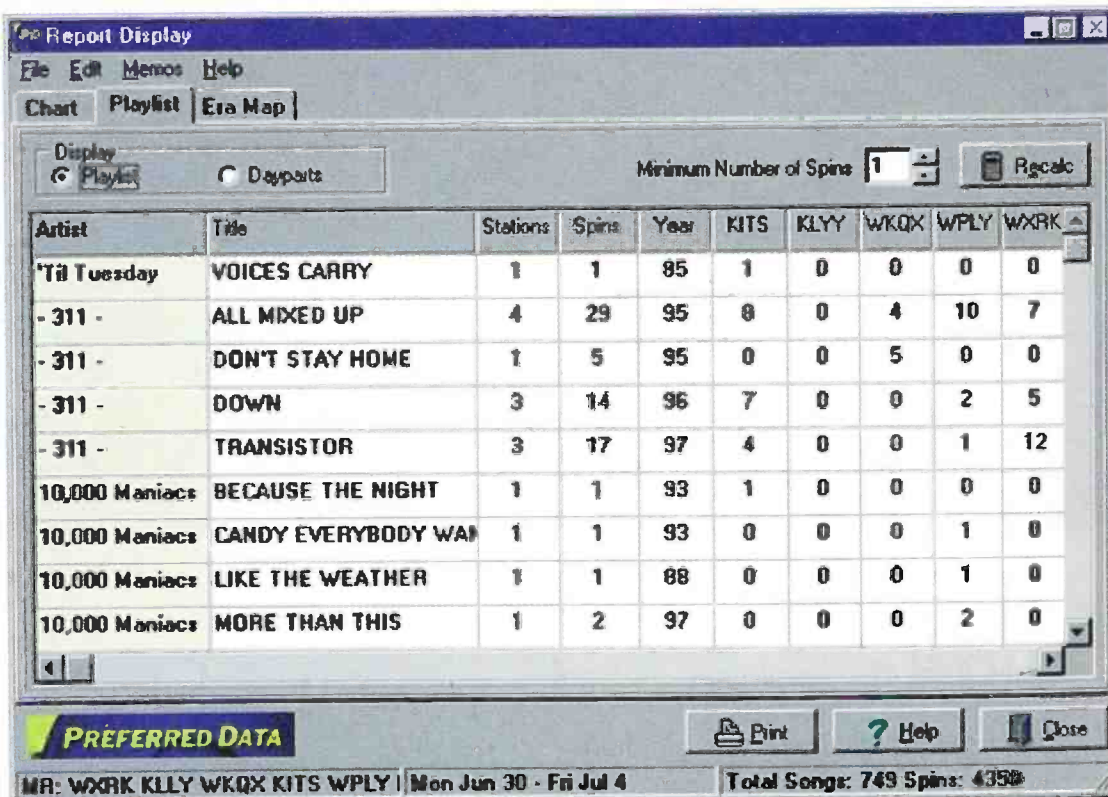 Report Display
File Edit Memos Help
Chart Playlist Era Map
Display
Playlist Dayparts Minimum Number of Spins 1 Recalc
Artist Title Stations Spins Year KITS KLYY WKQX WPLY WXRK
'Til Tuesday VOICES CARRY 1 1 85 1 0 0 0 0
- 311 - ALL MIXED UP 4 29 95 8 0 4 10 7
- 311 - DON'T STAY HOME 1 5 95 0 0 5 0 0
- 311 - DOWN 3 14 96 7 0 0 2 5
- 311 - TRANSISTOR 3 17 97 4 0 0 1 12
10,000 Maniacs BECAUSE THE NIGHT 1 1 93 1 0 0 0 0
10,000 Maniacs CANDY EVERYBODY WAN 1 1 93 0 0 0 1 0
10,000 Maniacs LIKE THE WEATHER 1 1 88 0 0 0 1 0
10,000 Maniacs MORE THAN THIS 1 2 97 0 0 0 2 0
PREFERRED DATA Print Help Close
MR: WXRK KLLY WKQX KITS WPLY Mon Jun 30 - Fri Jul 4 Total Songs: 749 Spins: